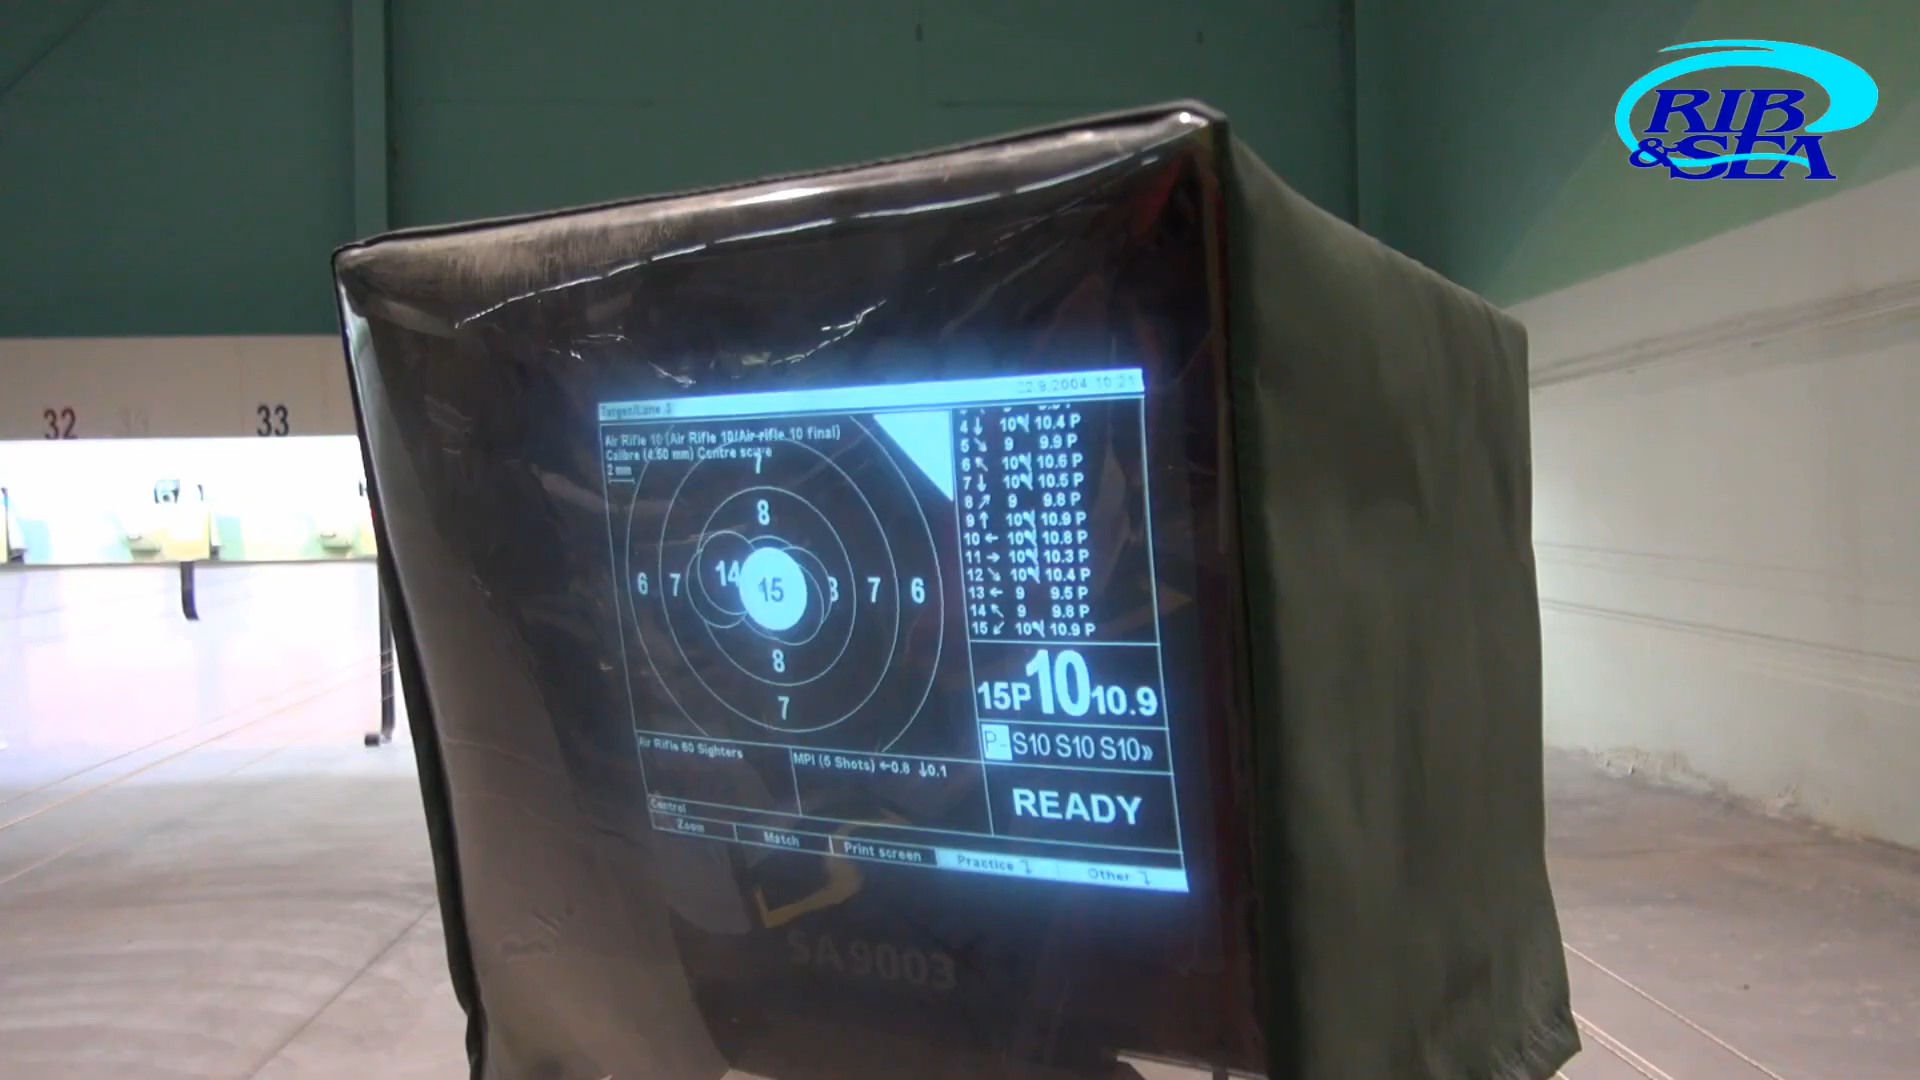 RIB
&SEA
32 33
22.9.2004 10:21
Target/Lane 3
Air Rifle 10 (Air Rifle 10/Air rifle 10 final)
Calibre (4.50 mm) Centre score
2 mm
7
8
6 7 14 15 8 7 6
8
7
4↓ 10 10.4 P
5↘ 9 9.9 P
6↖ 10 10.6 P
7↓ 10 10.5 P
8↗ 9 9.8 P
9↑ 10 10.9 P
10← 10 10.8 P
11→ 10 10.3 P
12↘ 10 10.4 P
13← 9 9.5 P
14↖ 9 9.8 P
15↙ 10 10.9 P
15P 10 10.9
P- S10 S10 S10»
READY
Air Rifle 60 Sighters
MPI (5 Shots) ←0.8 ↓0.1
Control
Zoom Match Print screen Practice Other
SA9003